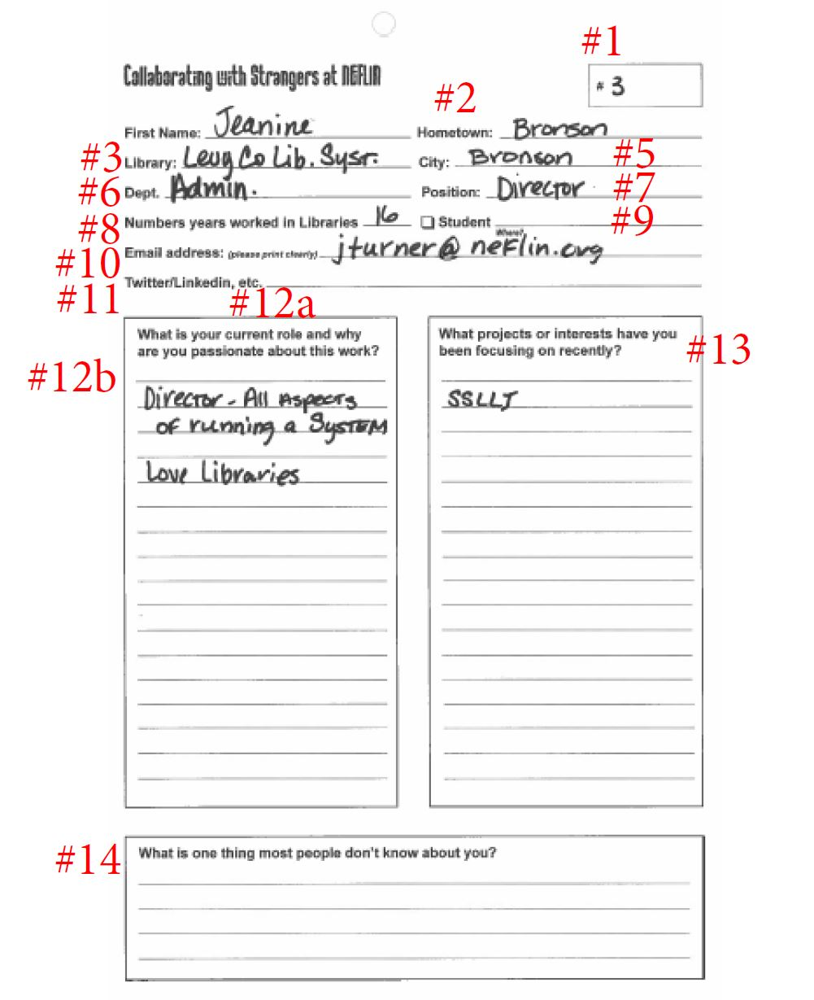 #1
Collaborating with Strangers at NEFLIN
# 3
#2
First Name: Jeanine Hometown: Bronson
#3 Library: Levy Co Lib. Syst. City: Bronson #5
#6 Dept. Admin. Position: Director #7
#8 Numbers years worked in Libraries 16 Student #9
Where?
#10 Email address: (please print clearly) jturner@neflin.org
#11 Twitter/Linkedin, etc.
#12a
What is your current role and why
are you passionate about this work?
#12b
Director - All Aspects
of running a System
Love Libraries
What projects or interests have you
been focusing on recently?
#13
SSLLI
#14 What is one thing most people don't know about you?